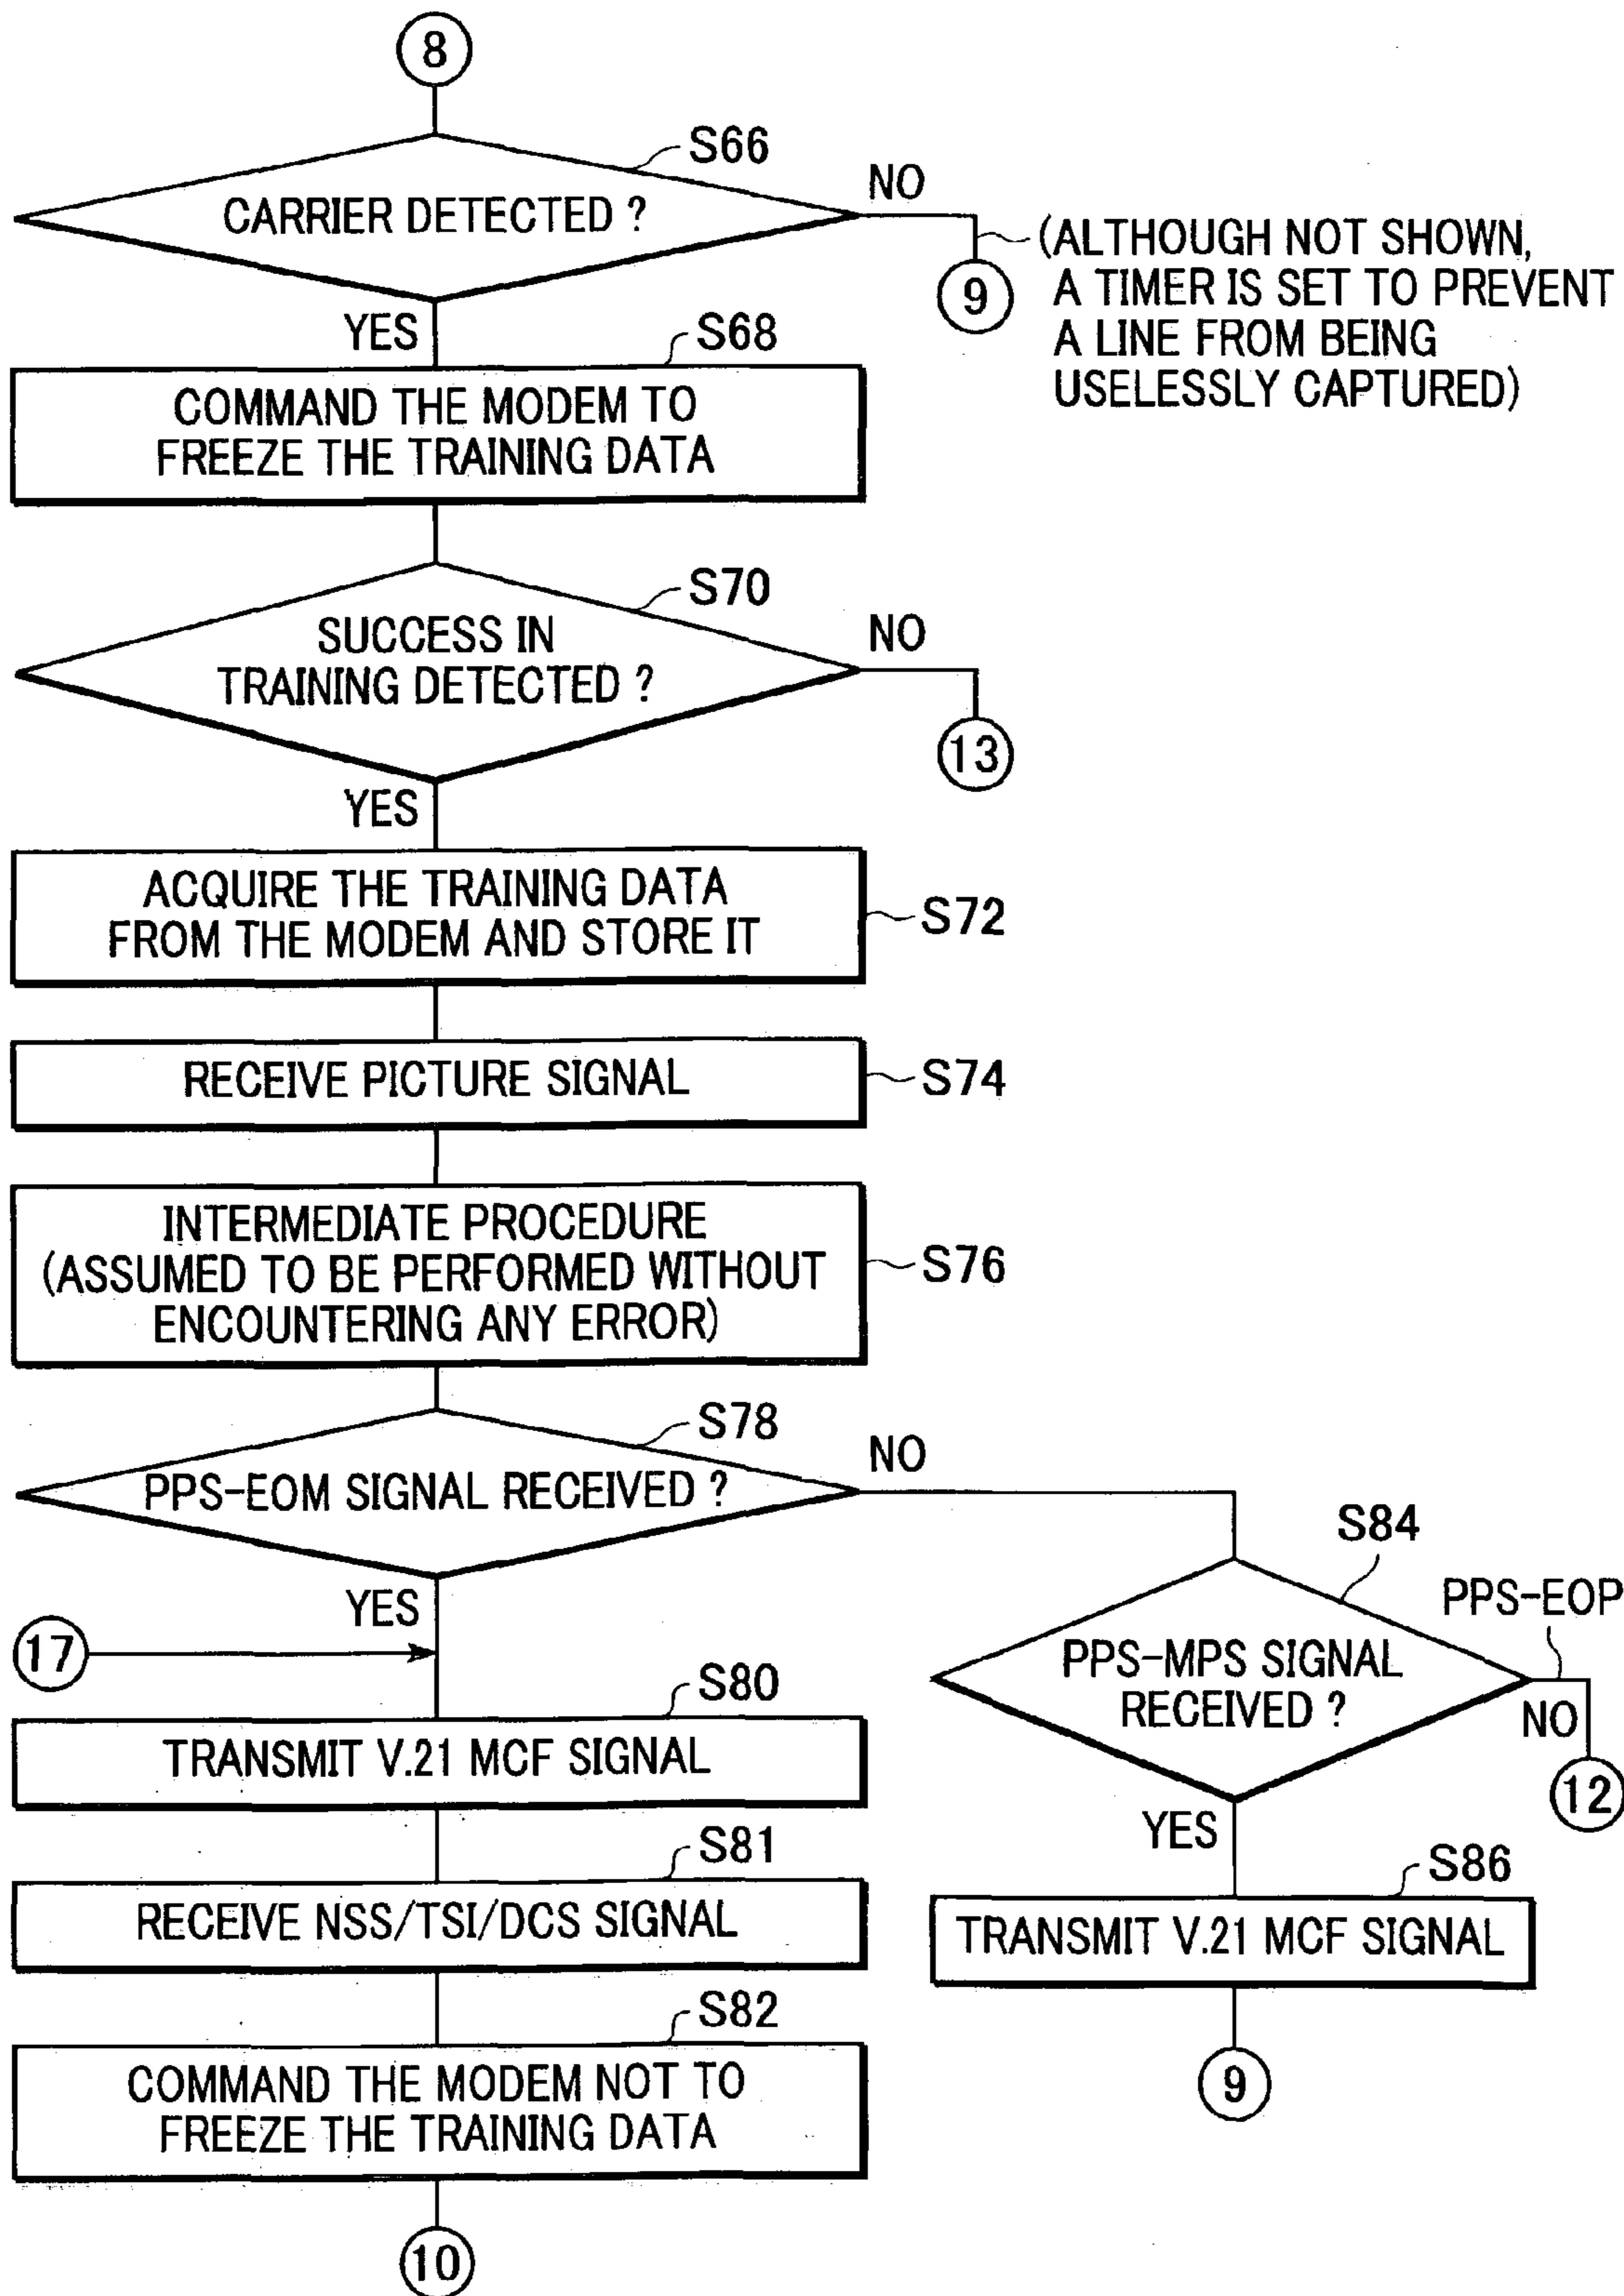 8
S66
CARRIER DETECTED ?
NO
9
(ALTHOUGH NOT SHOWN,
A TIMER IS SET TO PREVENT
A LINE FROM BEING
USELESSLY CAPTURED)
YES
S68
COMMAND THE MODEM TO
FREEZE THE TRAINING DATA
S70
SUCCESS IN
TRAINING DETECTED ?
NO
13
YES
ACQUIRE THE TRAINING DATA
FROM THE MODEM AND STORE IT
S72
RECEIVE PICTURE SIGNAL
S74
INTERMEDIATE PROCEDURE
(ASSUMED TO BE PERFORMED WITHOUT
ENCOUNTERING ANY ERROR)
S76
S78
PPS-EOM SIGNAL RECEIVED ?
NO
YES
17
S80
TRANSMIT V.21 MCF SIGNAL
S81
RECEIVE NSS/TSI/DCS SIGNAL
S82
COMMAND THE MODEM NOT TO
FREEZE THE TRAINING DATA
10
S84
PPS-MPS SIGNAL
RECEIVED ?
PPS-EOP
NO
12
YES
S86
TRANSMIT V.21 MCF SIGNAL
9